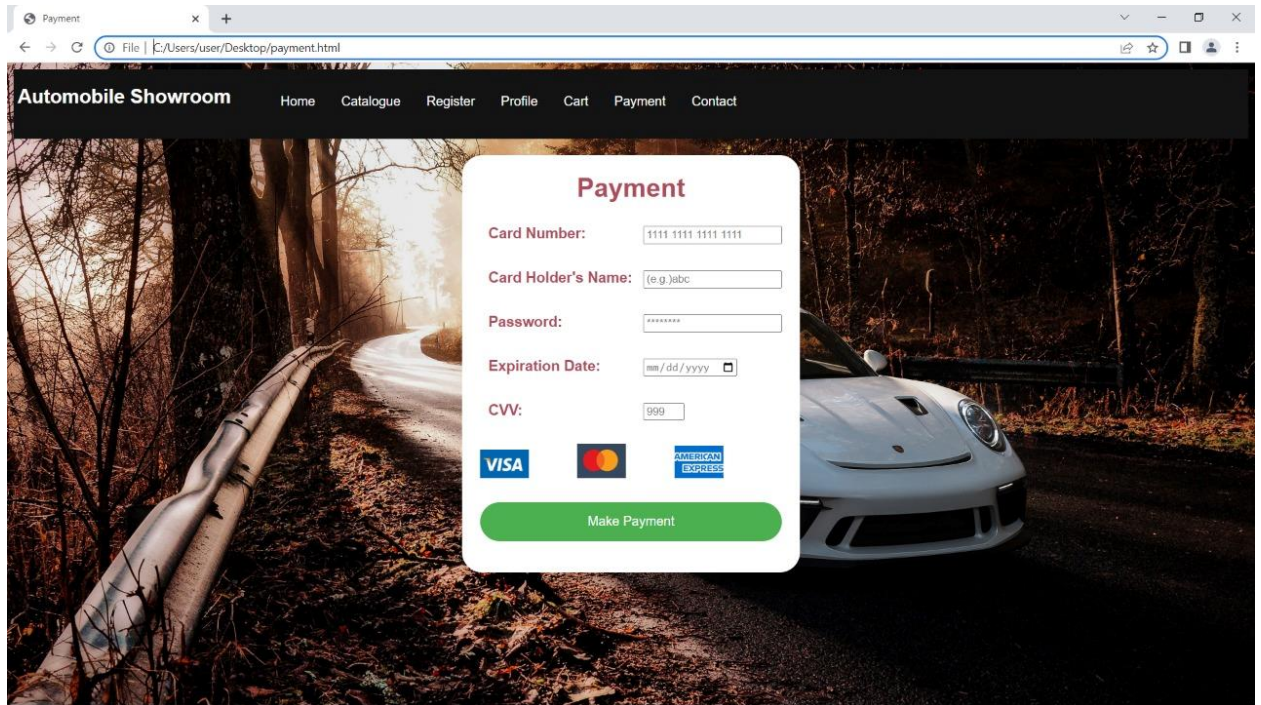 Payment
File | C:/Users/user/Desktop/payment.html
Automobile Showroom Home Catalogue Register Profile Cart Payment Contact
Payment
Card Number: 1111 1111 1111 1111
Card Holder's Name: (e.g.)abc
Password: ********
Expiration Date: mm/dd/yyyy
CVV: 999
VISA AMERICAN
EXPRESS
Make Payment